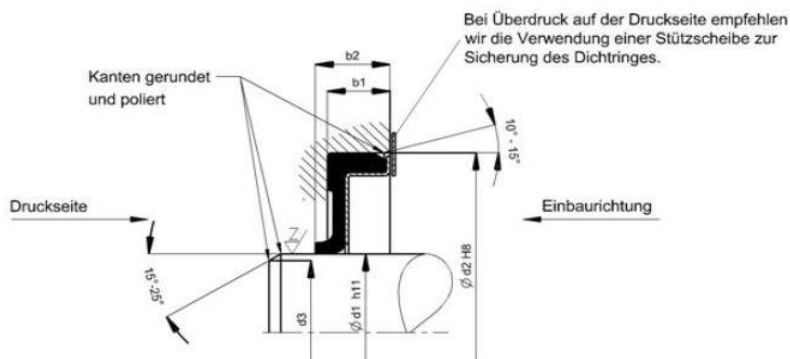 Bei Überdruck auf der Druckseite empfehlen
wir die Verwendung einer Stützscheibe zur
Sicherung des Dichtringes.
b2
Kanten gerundet
und poliert
b1
10° - 15°
Druckseite
Einbaurichtung
Z
15°-25°
d3
Ø d1 h11
Ø d2 H8